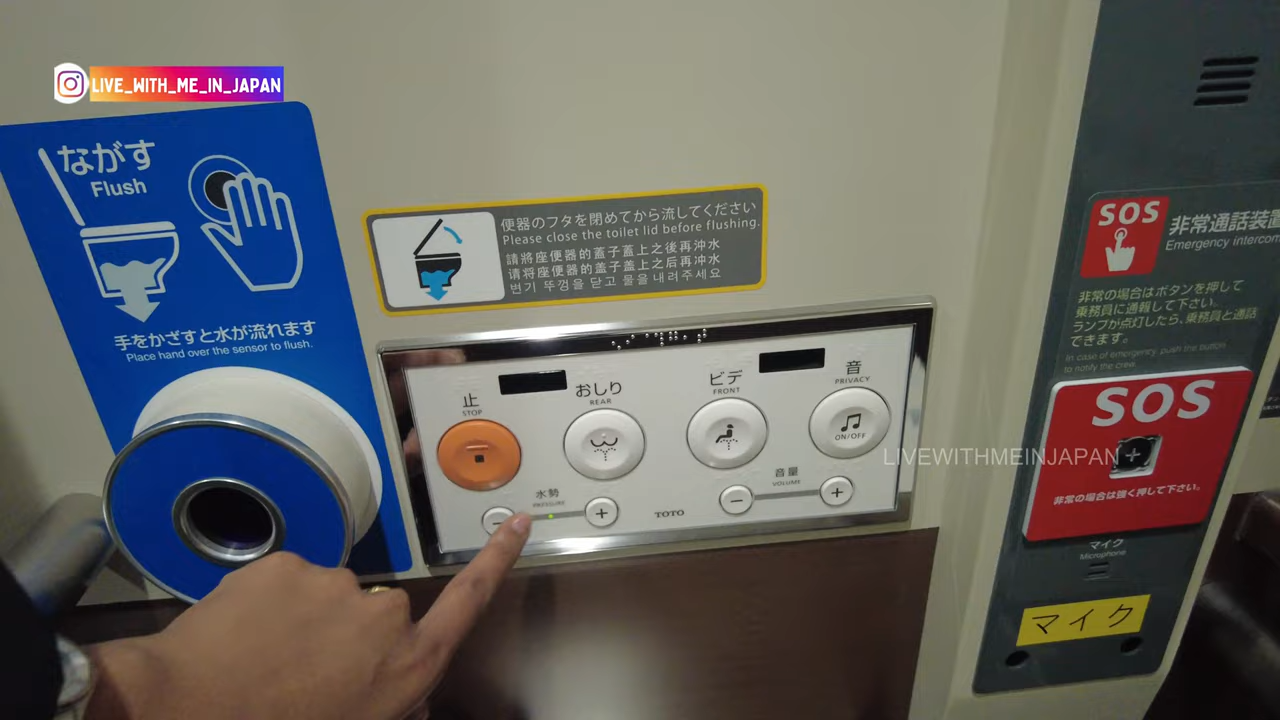 LIVE_WITH_ME_IN_JAPAN
ながす
Flush
手をかざすと水が流れます
Place hand over the sensor to flush.
便器のフタを閉めてから流してください
Please close the toilet lid before flushing.
請將座便器的蓋子蓋上之後再沖水
请将座便器的盖子盖上之后再冲水
변기 뚜껑을 닫고 물을 내려주세요
止
STOP
おしり
REAR
ビデ
FRONT
音
PRIVACY
ON/OFF
水勢
PRESSURE
音量
VOLUME
TOTO
LIVEWITHMEINJAPAN
SOS
非常通話装置
Emergency intercom
非常の場合はボタンを押して
乗務員に通報して下さい。
ランプが点灯したら、乗務員と通話
できます。
In case of emergency, push the button
to notify the crew.
SOS
非常の場合は強く押して下さい。
マイク
Microphone
マイク